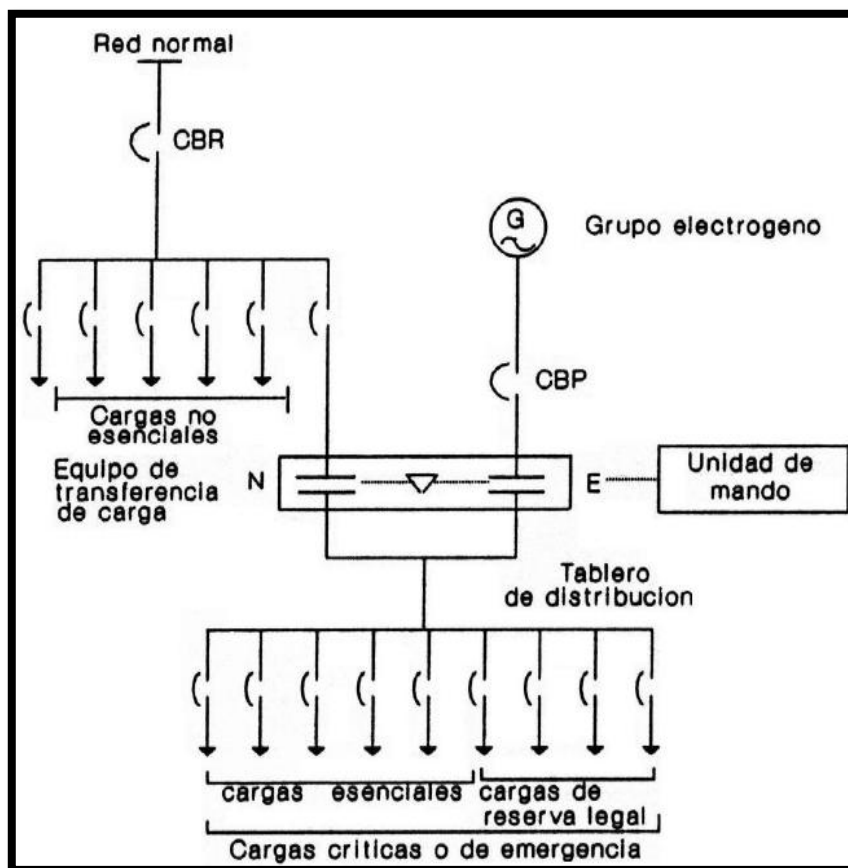 Red normal
CBR
G
Grupo electrogeno
CBP
Cargas no
esenciales
Equipo de
transferencia
de carga
N
E
Unidad de
mando
Tablero
de distribucion
cargas esenciales
cargas de
reserva legal
Cargas criticas o de emergencia